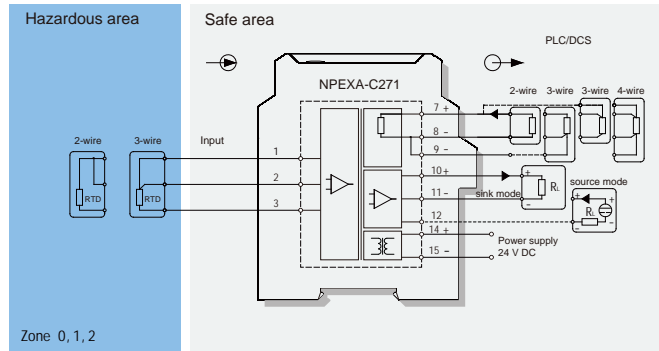 Hazardous area
Safe area
PLC/DCS
NPEXA-C271
2-wire 3-wire 3-wire 4-wire
7 +
8 −
9 −
2-wire 3-wire Input
1
2
3
RTD RTD
10+
11−
12
14 +
15 −
+
−
RL
sink mode
source mode
+ +
RL
− −
Power supply
24 V DC
Zone 0, 1, 2